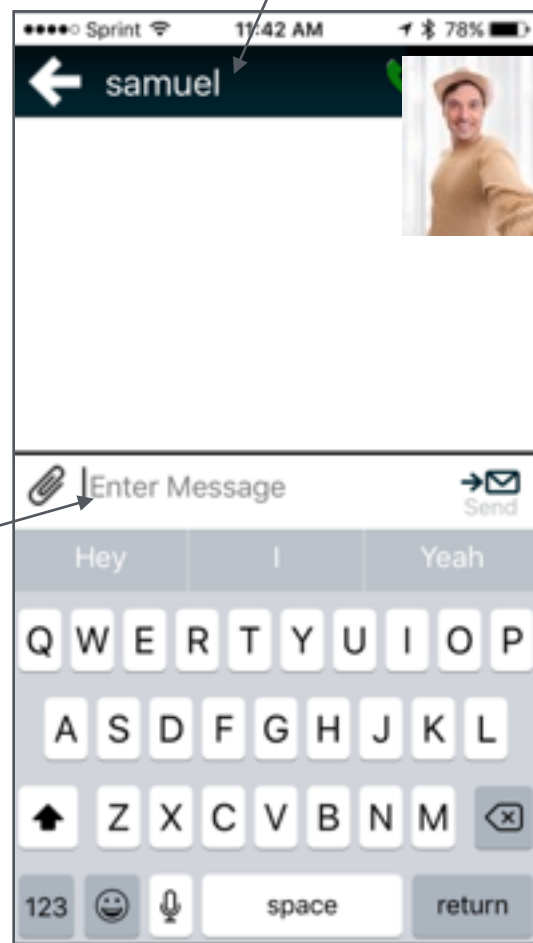 Sprint 11:42 AM 78%
samuel
Enter Message
Send
Hey I Yeah
Q W E R T Y U I O P
A S D F G H J K L
Z X C V B N M
123 space return